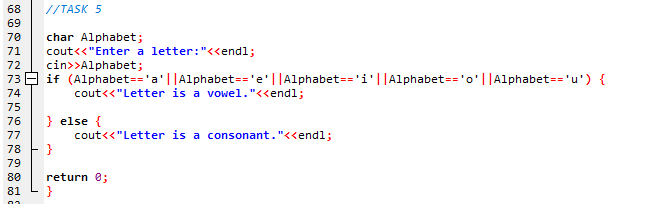 68 //TASK 5
69
70 char Alphabet;
71 cout<<"Enter a letter:"<<endl;
72 cin>>Alphabet;
73 if (Alphabet=='a'||Alphabet=='e'||Alphabet=='i'||Alphabet=='o'||Alphabet=='u') {
74     cout<<"Letter is a vowel."<<endl;
75
76 } else {
77     cout<<"Letter is a consonant."<<endl;
78 }
79
80 return 0;
81 }